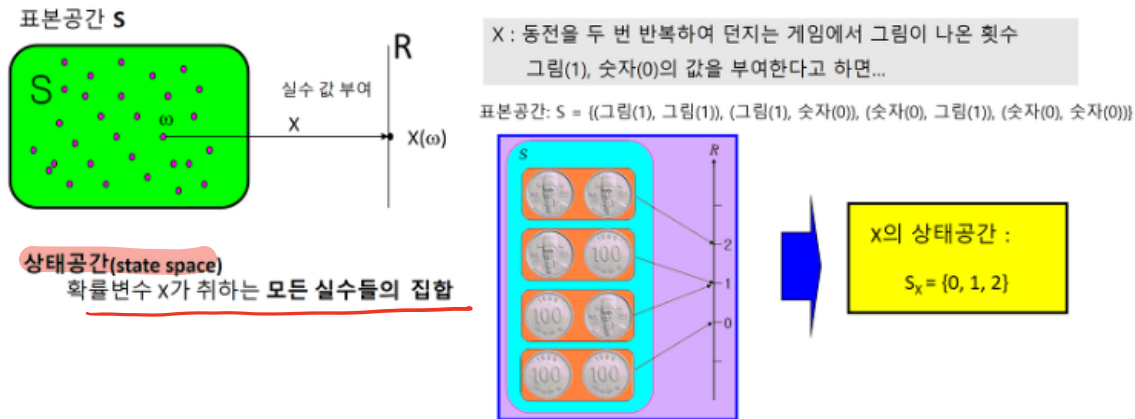 표본공간 S
S
ω
실수 값 부여
X
R
X(ω)
상태공간(state space)
확률변수 X가 취하는 모든 실수들의 집합
X : 동전을 두 번 반복하여 던지는 게임에서 그림이 나온 횟수
그림(1), 숫자(0)의 값을 부여한다고 하면...
표본공간: S = {(그림(1), 그림(1)), (그림(1), 숫자(0)), (숫자(0), 그림(1)), (숫자(0), 숫자(0))}
S
R
2
100
1
100
0
100
100
X의 상태공간 :
Sx = {0, 1, 2}